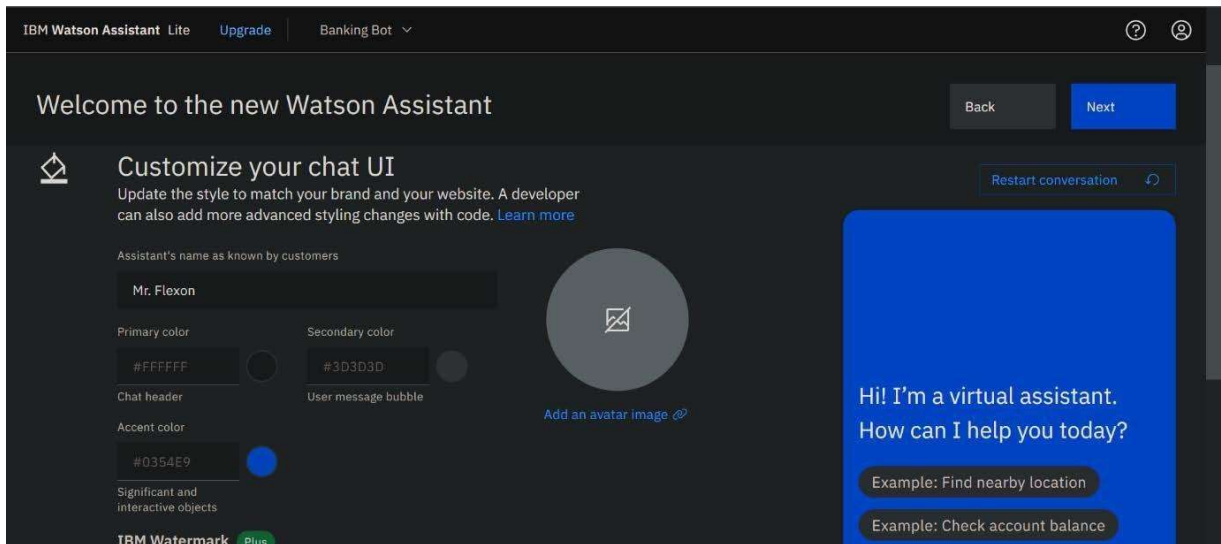 IBM Watson Assistant Lite Upgrade Banking Bot
Welcome to the new Watson Assistant
Back Next
Customize your chat UI
Update the style to match your brand and your website. A developer
can also add more advanced styling changes with code. Learn more
Restart conversation
Assistant's name as known by customers
Mr. Flexon
Primary color Secondary color
#FFFFFF #3D3D3D
Chat header User message bubble
Add an avatar image
Accent color
#0354E9
Significant and
interactive objects
IBM Watermark Plus
Hi! I'm a virtual assistant.
How can I help you today?
Example: Find nearby location
Example: Check account balance